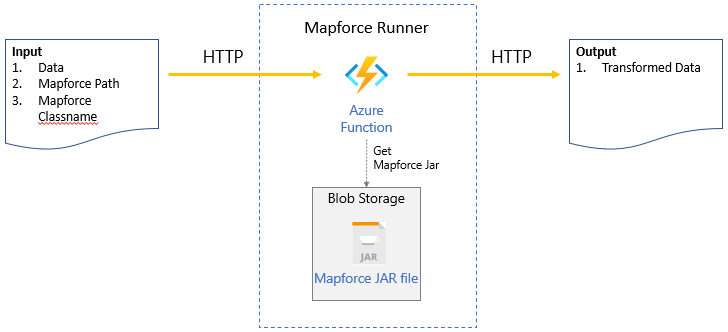 Mapforce Runner
Input
1. Data
2. Mapforce Path
3. Mapforce
Classname
HTTP
Azure
Function
HTTP
Output
1. Transformed Data
Get
Mapforce Jar
Blob Storage
JAR
Mapforce JAR file